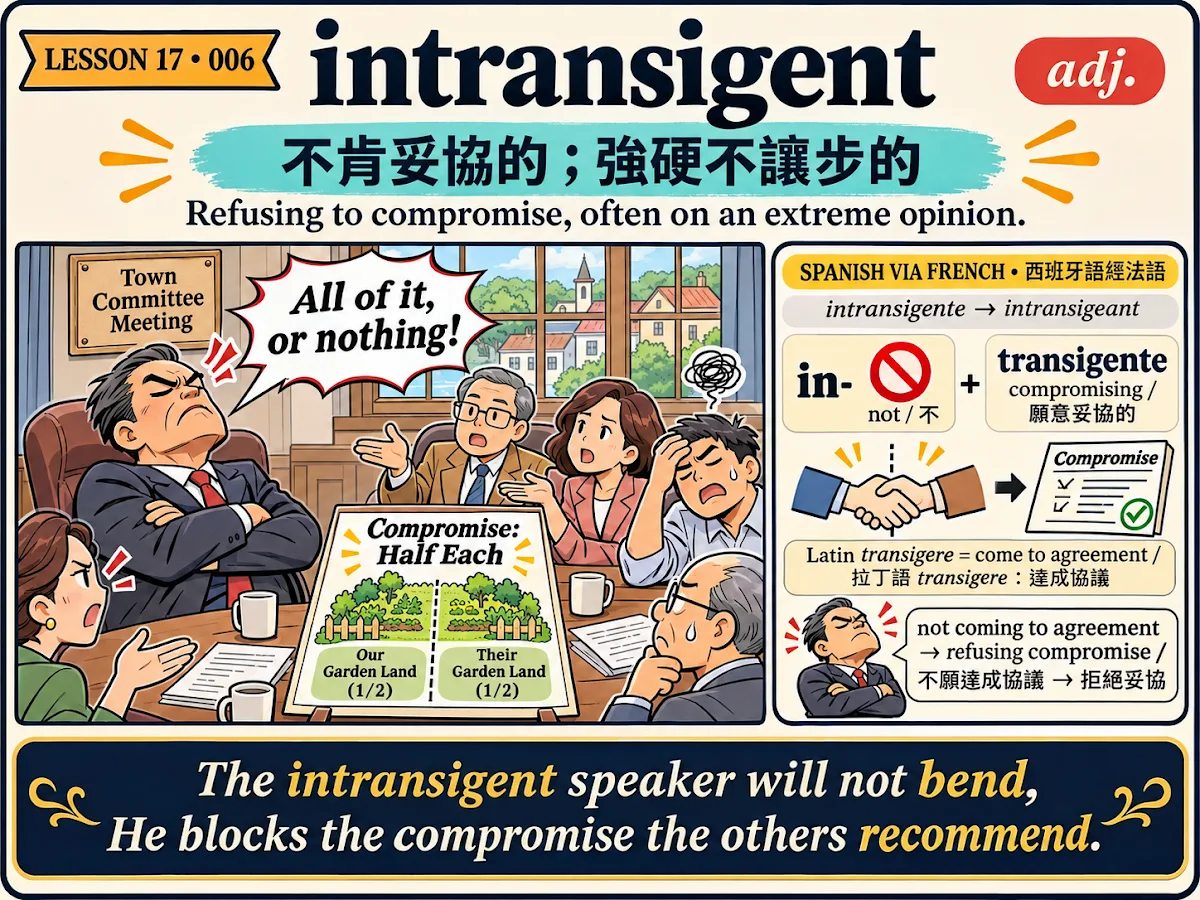 LESSON 17 • 006
intransigent
adj.
不肯妥協的；強硬不讓步的
Refusing to compromise, often on an extreme opinion.
Town
Committee
Meeting
All of it,
or nothing!
Compromise:
Half Each
Our
Garden Land
(1/2)
Their
Garden Land
(1/2)
SPANISH VIA FRENCH • 西班牙語經法語
intransigente → intransigeant
in-
not / 不
+
transigente
compromising /
願意妥協的
Compromise
Latin transigere = come to agreement /
拉丁語 transigere：達成協議
not coming to agreement
→ refusing compromise /
不願達成協議 → 拒絕妥協
The intransigent speaker will not bend,
He blocks the compromise the others recommend.